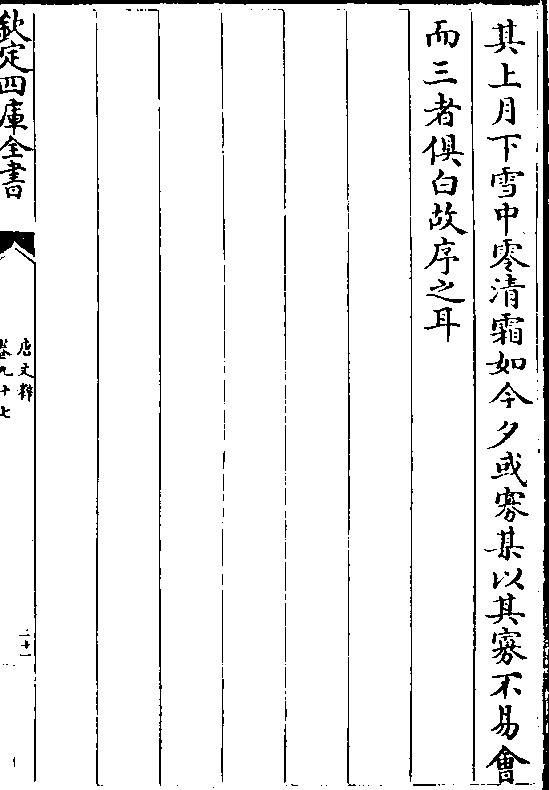 其上月下雪中零清霜如今夕或寡某以其寡不易會
而三者俱白故序之耳
欽定四庫全書
唐文粹
卷九十七
二十一